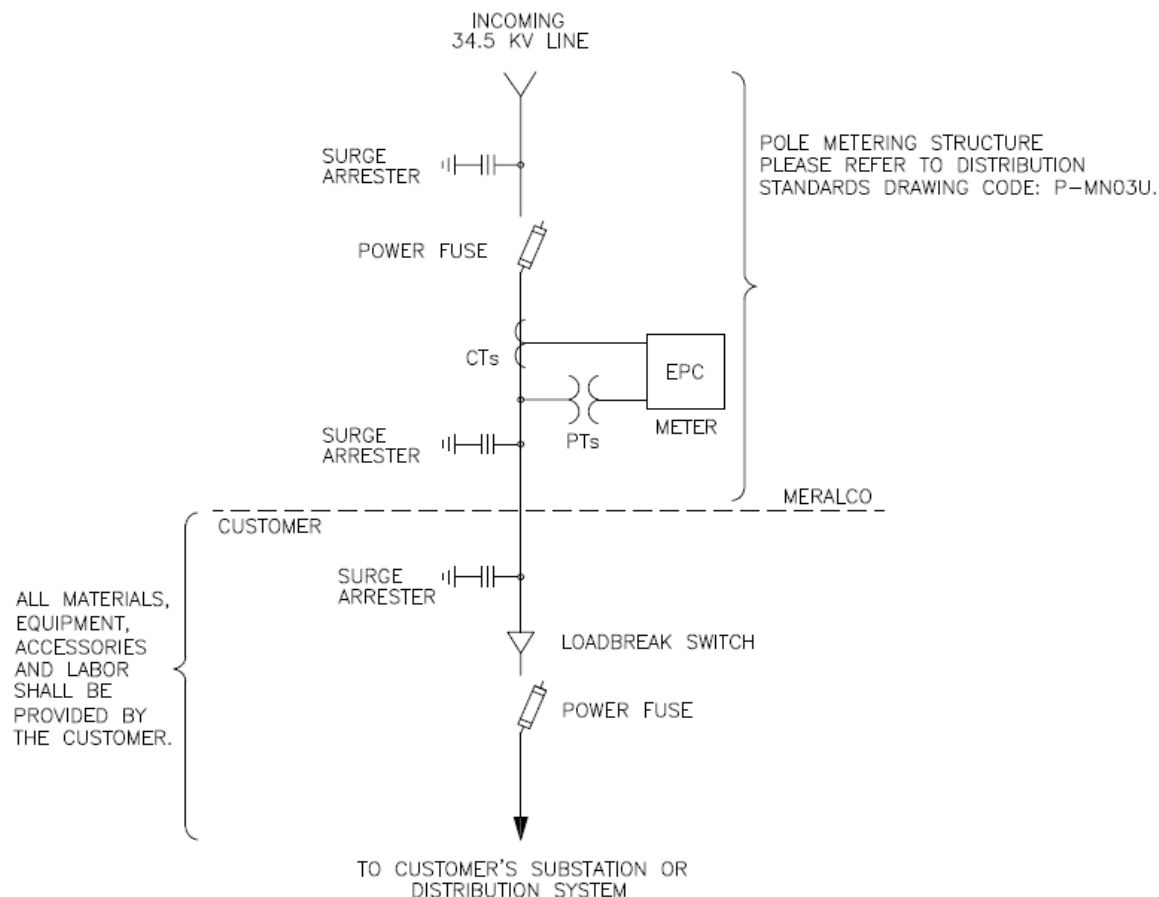 INCOMING
34.5 KV LINE
SURGE
ARRESTER
POLE METERING STRUCTURE
PLEASE REFER TO DISTRIBUTION
STANDARDS DRAWING CODE: P-MN03U.
POWER FUSE
CTs
EPC
METER
PTs
SURGE
ARRESTER
MERALCO
CUSTOMER
SURGE
ARRESTER
ALL MATERIALS,
EQUIPMENT,
ACCESSORIES
AND LABOR
SHALL BE
PROVIDED BY
THE CUSTOMER.
LOADBREAK SWITCH
POWER FUSE
TO CUSTOMER'S SUBSTATION OR
DISTRIBUTION SYSTEM